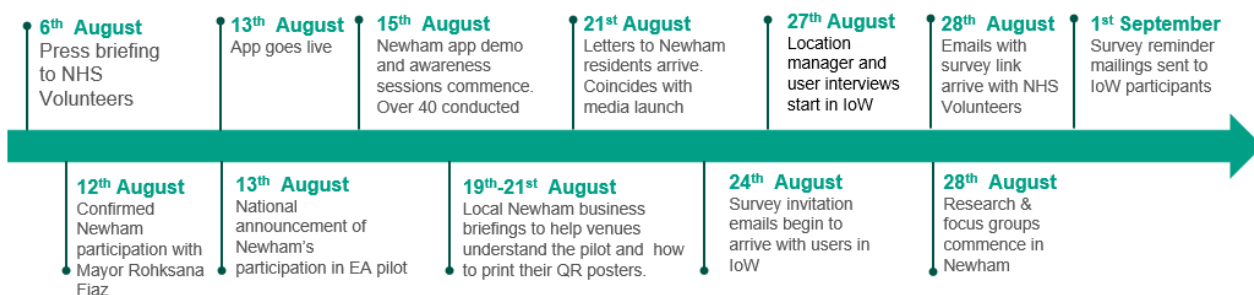 6th August
Press briefing
to NHS
Volunteers
13th August
App goes live
15th August
Newham app demo
and awareness
sessions commence.
Over 40 conducted
21st August
Letters to Newham
residents arrive.
Coincides with
media launch
27th August
Location
manager and
user interviews
start in IoW
28th August
Emails with
survey link
arrive with NHS
Volunteers
1st September
Survey reminder
mailings sent to
IoW participants
12th August
Confirmed
Newham
participation with
Mayor Rohksana
Fiaz
13th August
National
announcement of
Newham's
participation in EA pilot
19th-21st August
Local Newham business
briefings to help venues
understand the pilot and how
to print their QR posters.
24th August
Survey invitation
emails begin to
arrive with users in
IoW
28th August
Research &
focus groups
commence in
Newham